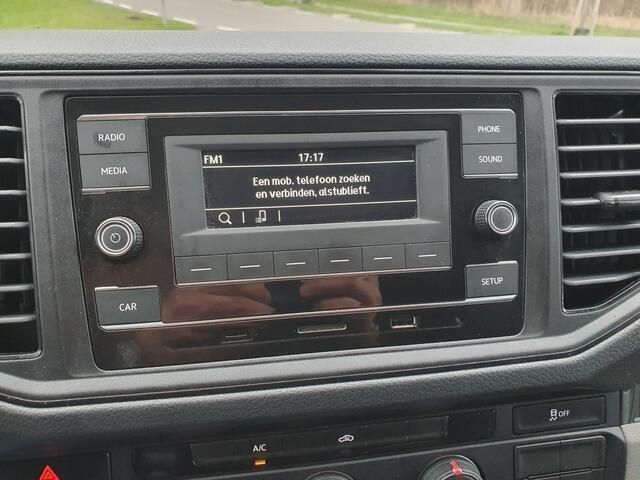 RADIO
MEDIA
PHONE
SOUND
FM1 17:17
Een mob. telefoon zoeken
en verbinden, alstublieft.
CAR
SETUP
A/C
OFF